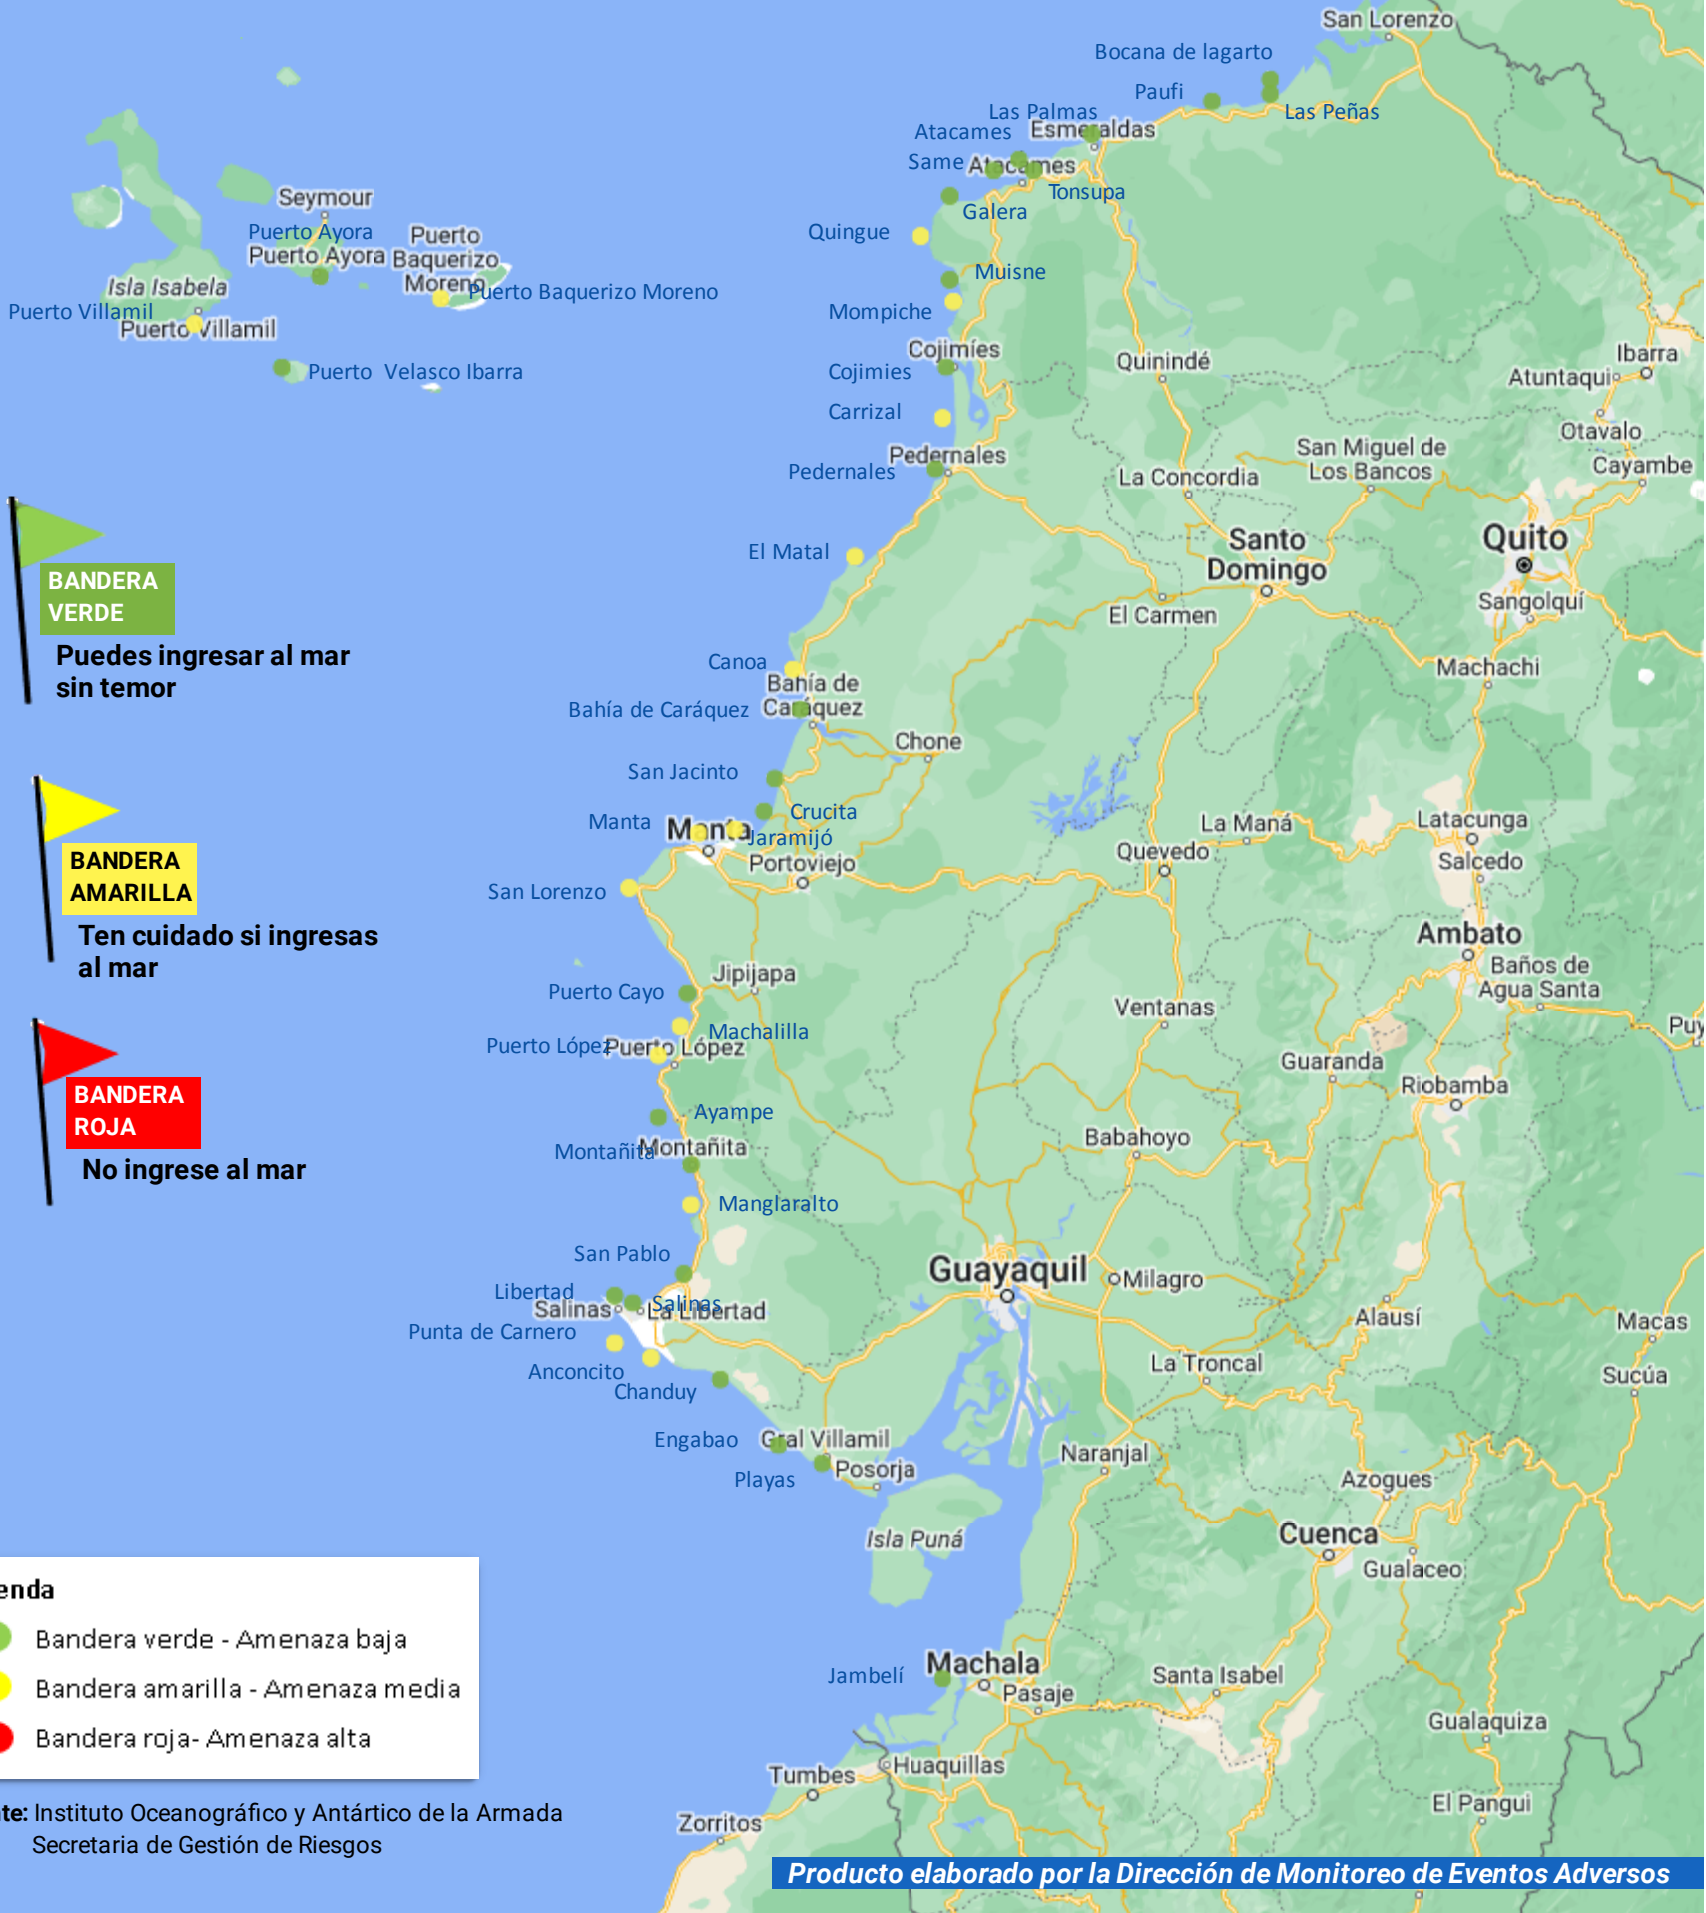 San Lorenzo
Bocana de lagarto
Paufi
Las Peñas
Las Palmas
Atacames
Esmeraldas
Same
Atacames
Tonsupa
Galera
Quingue
Muisne
Mompiche
Cojimíes
Cojimies
Carrizal
Pedernales
Pedernales
Quinindé
Ibarra
Atuntaqui
Otavalo
Cayambe
San Miguel de
Los Bancos
La Concordia
Seymour
Puerto Ayora
Puerto Ayora
Puerto
Baquerizo
Moreno
Puerto Baquerizo Moreno
Isla Isabela
Puerto Villamil
Puerto Villamil
Puerto Velasco Ibarra
BANDERA
VERDE
Puedes ingresar al mar
sin temor
BANDERA
AMARILLA
Ten cuidado si ingresas
al mar
BANDERA
ROJA
No ingrese al mar
El Matal
Santo
Domingo
Quito
Sangolquí
El Carmen
Machachi
Canoa
Bahía de
Caráquez
Bahía de Caráquez
Chone
San Jacinto
Crucita
Manta
Manta
Jaramijó
Portoviejo
La Maná
Quevedo
Latacunga
Salcedo
San Lorenzo
Ambato
Baños de
Agua Santa
Jipijapa
Puerto Cayo
Ventanas
Machalilla
Puerto López
Puerto López
Puy
Guaranda
Riobamba
Ayampe
Montañita
Montañita
Babahoyo
Manglaralto
San Pablo
Guayaquil
Milagro
Libertad
Salinas
Salinas
La Libertad
Punta de Carnero
Alausí
Macas
Anconcito
Chanduy
La Troncal
Sucúa
Engabao
Gral Villamil
Playas
Posorja
Naranjal
Azogues
Isla Puná
Cuenca
Gualaceo
Jambelí
Machala
Pasaje
Santa Isabel
Gualaquiza
Tumbes
Huaquillas
Zorritos
El Pangui
enda
Bandera verde - Amenaza baja
Bandera amarilla - Amenaza media
Bandera roja- Amenaza alta
te: Instituto Oceanográfico y Antártico de la Armada
Secretaria de Gestión de Riesgos
Producto elaborado por la Dirección de Monitoreo de Eventos Adversos